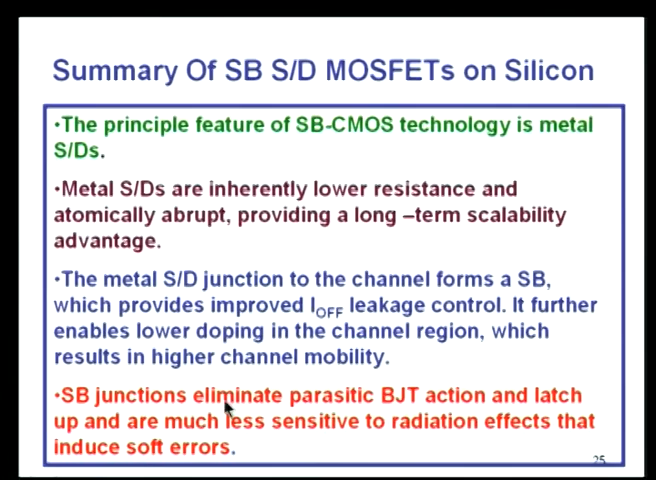 Summary Of SB S/D MOSFETs on Silicon
•The principle feature of SB-CMOS technology is metal
S/Ds.
•Metal S/Ds are inherently lower resistance and
atomically abrupt, providing a long –term scalability
advantage.
•The metal S/D junction to the channel forms a SB,
which provides improved IOFF leakage control. It further
enables lower doping in the channel region, which
results in higher channel mobility.
•SB junctions eliminate parasitic BJT action and latch
up and are much less sensitive to radiation effects that
induce soft errors.
25